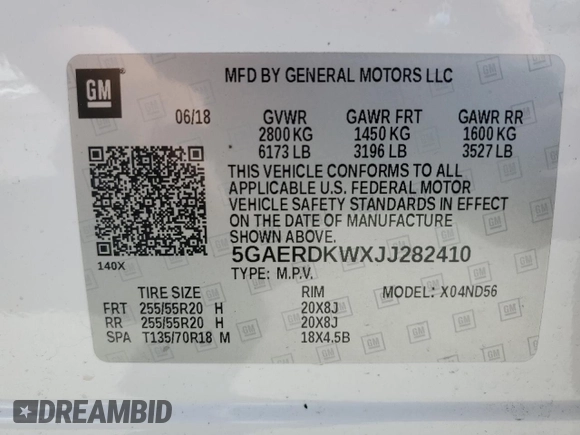 GM
MFD BY GENERAL MOTORS LLC
06/18 GVWR GAWR FRT GAWR RR
2800 KG 1450 KG 1600 KG
6173 LB 3196 LB 3527 LB
THIS VEHICLE CONFORMS TO ALL
APPLICABLE U.S. FEDERAL MOTOR
VEHICLE SAFETY STANDARDS IN EFFECT
ON THE DATE OF MANUFACTURE
SHOWN ABOVE.
140X 5GAERDKWXJJ282410
TYPE: M.P.V.
TIRE SIZE RIM MODEL: X04ND56
FRT 255/55R20 H 20X8J
RR 255/55R20 H 20X8J
SPA T135/70R18 M 18X4.5B
DREAMBID